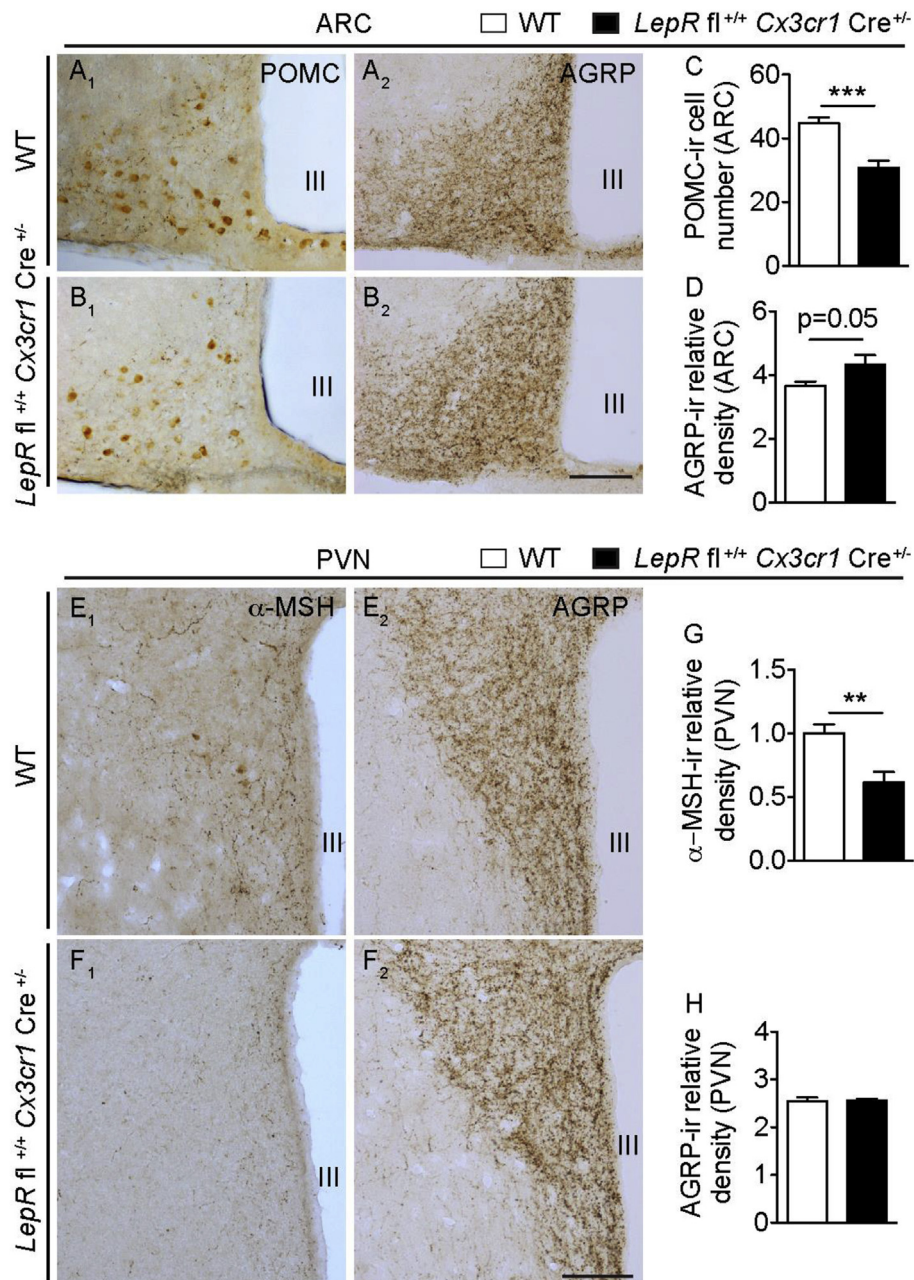 ARC WT LepR fl+/+ Cx3cr1 Cre+/-
WT
A1 POMC
III
A2 AGRP
III
LepR fl+/+ Cx3cr1 Cre+/-
B1
III
B2
III
C
POMC-ir cell
number (ARC)
60
40
20
0
***
D
AGRP-ir relative
density (ARC)
6
4
2
0
p=0.05
PVN WT LepR fl+/+ Cx3cr1 Cre+/-
WT
E1 α-MSH
III
E2 AGRP
III
LepR fl+/+ Cx3cr1 Cre+/-
F1
III
F2
III
G
α-MSH-ir relative
density (PVN)
1.5
1.0
0.5
0.0
**
H
AGRP-ir relative
density (PVN)
4
3
2
1
0